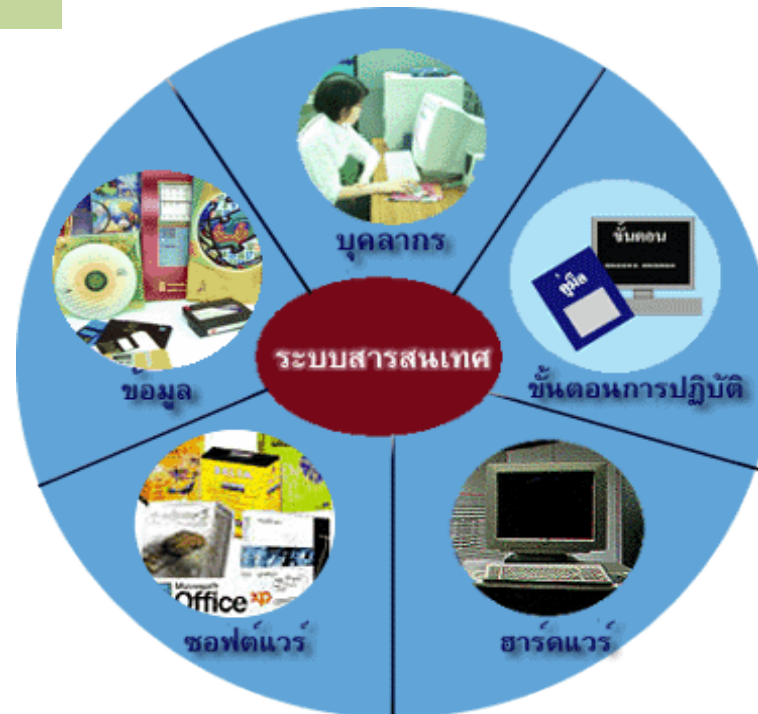 บุคลากร
ขั้นตอน
คู่มือ
ระบบสารสนเทศ
ข้อมูล
ขั้นตอนการปฏิบัติ
DELTA
Microsoft
Office xp
ซอฟต์แวร์
ฮาร์ดแวร์